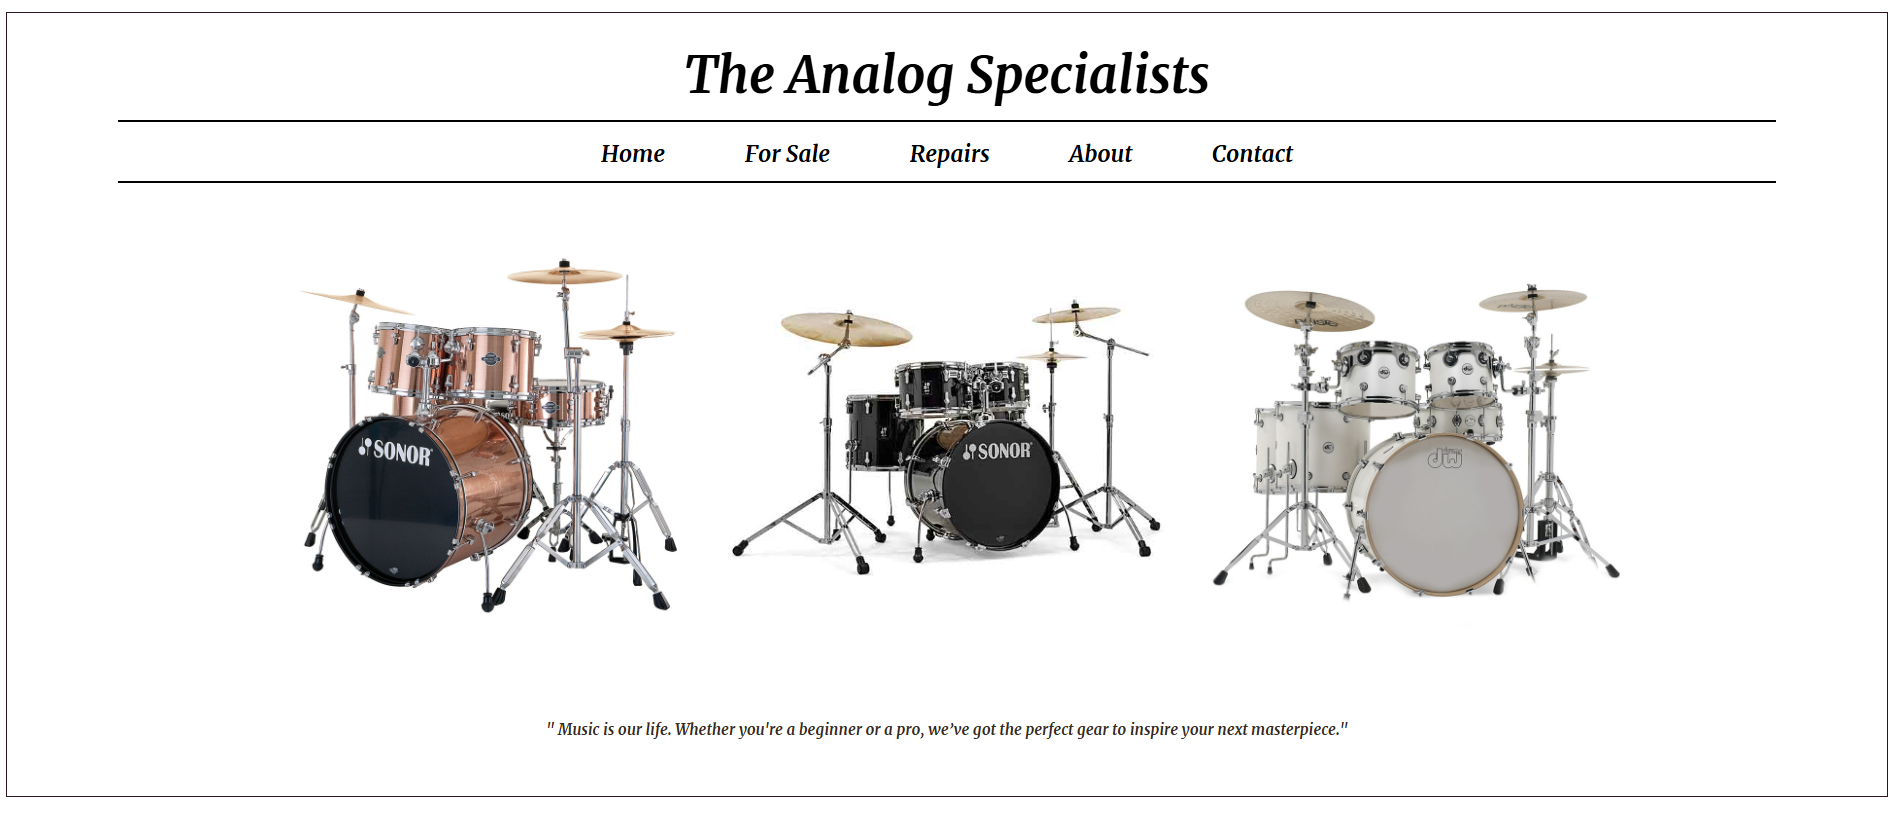 The Analog Specialists
Home For Sale Repairs About Contact
SONOR
SONOR
dw
" Music is our life. Whether you're a beginner or a pro, we’ve got the perfect gear to inspire your next masterpiece."